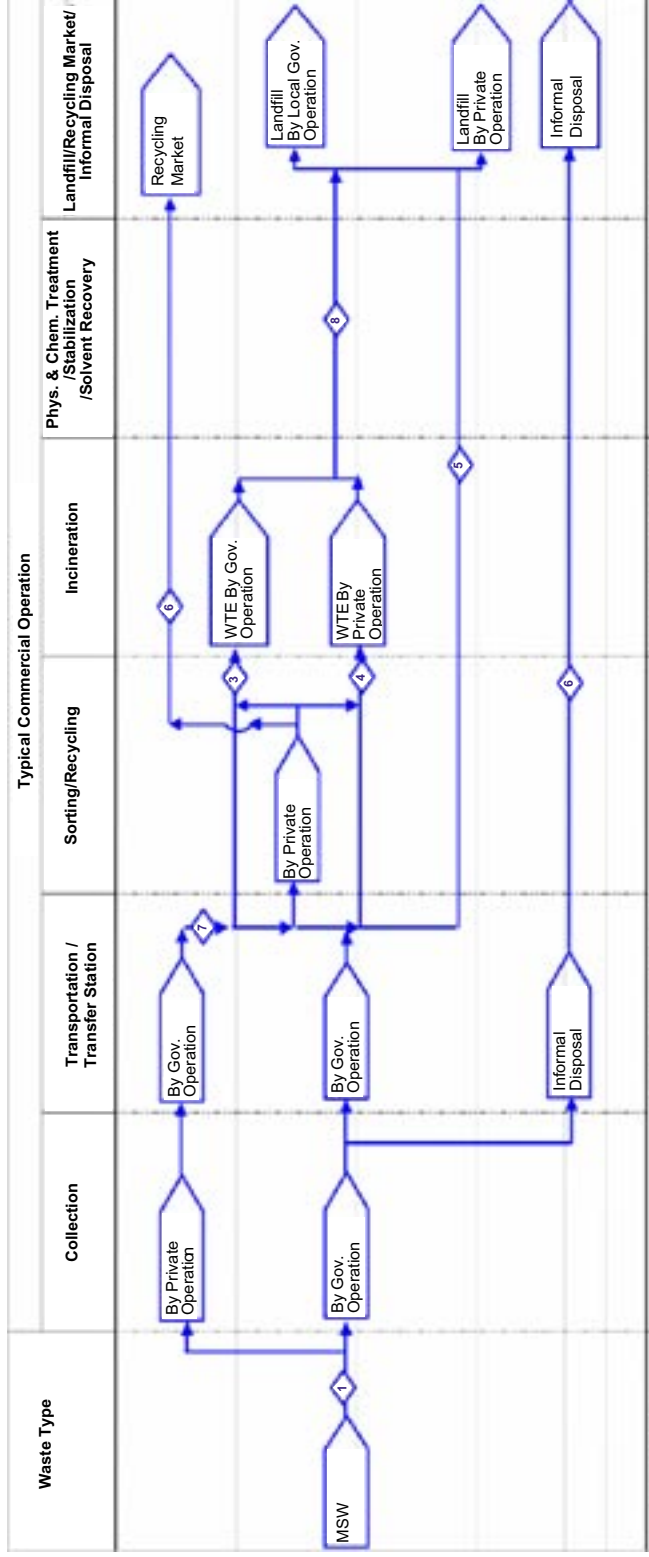 Typical Commercial Operation
Waste Type
Collection
Transportation /
Transfer Station
Sorting/Recycling
Incineration
Phys. & Chem. Treatment
/Stabilization
/Solvent Recovery
Landfill/Recycling Market/
Informal Disposal
MSW
1
By Private
Operation
By Gov.
Operation
By Gov.
Operation
By Gov.
Operation
Informal
Disposal
7
By Private
Operation
3
4
6
WTE By Gov.
Operation
WTE By
Private
Operation
5
6
8
Recycling
Market
Landfill
By Local Gov.
Operation
Landfill
By Private
Operation
Informal
Disposal